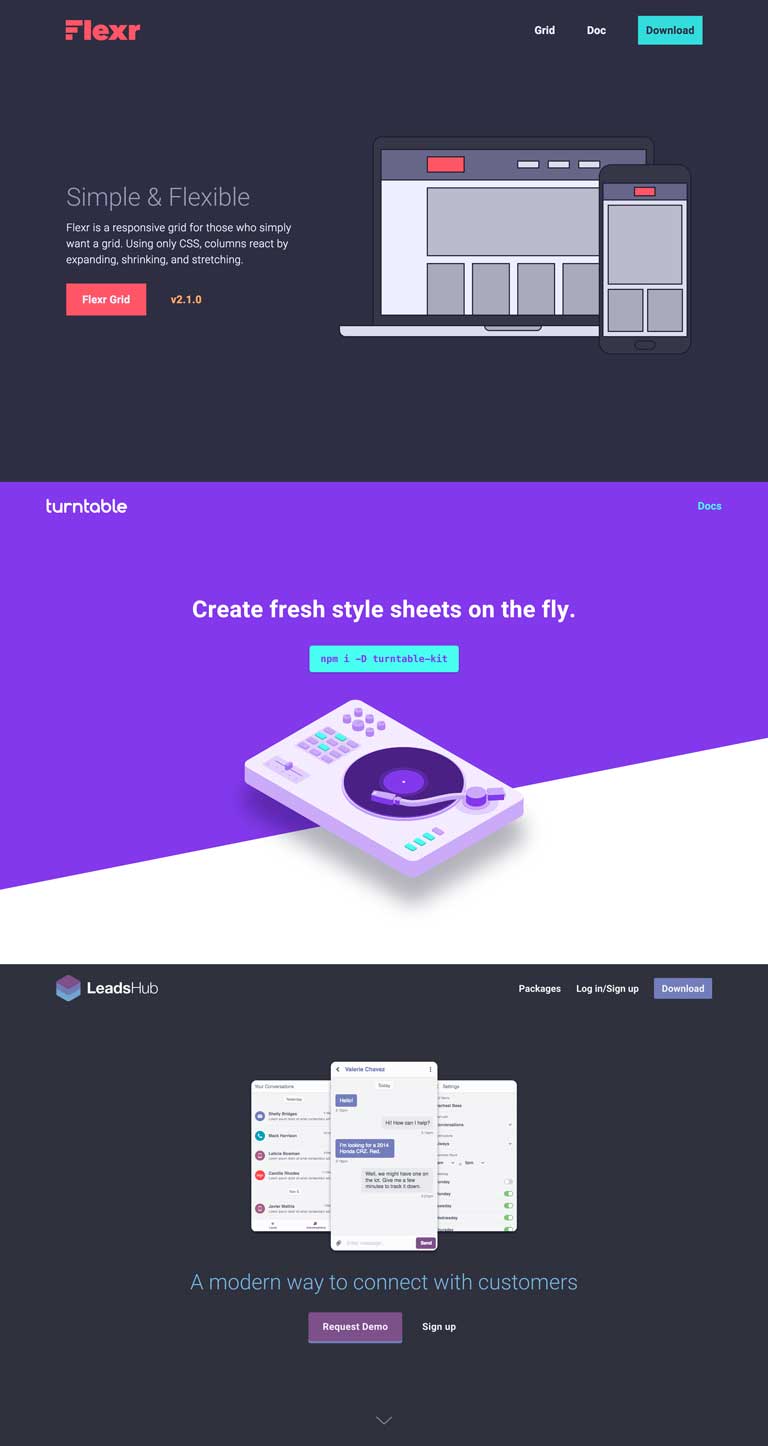 Flexr
Grid
Doc
Download
Simple & Flexible
Flexr is a responsive grid for those who simply
want a grid. Using only CSS, columns react by
expanding, shrinking, and stretching.
Flexr Grid
v2.1.0
turntable
Docs
Create fresh style sheets on the fly.
npm i -D turntable-kit
LeadsHub
Packages
Log in/Sign up
Download
Your Conversations
Yesterday
Shelly Bridges
Mack Harrison
Leticia Bowman
Camilla Rhodes
Javier Mathis
Valerie Chavez
Today
Hello!
Hi! How can I help?
I'm looking for a 2014
Honda CRZ. Red.
Well, we might have one on
the lot. Give me a few
minutes to track it down.
Enter message...
Send
Settings
A modern way to connect with customers
Request Demo
Sign up